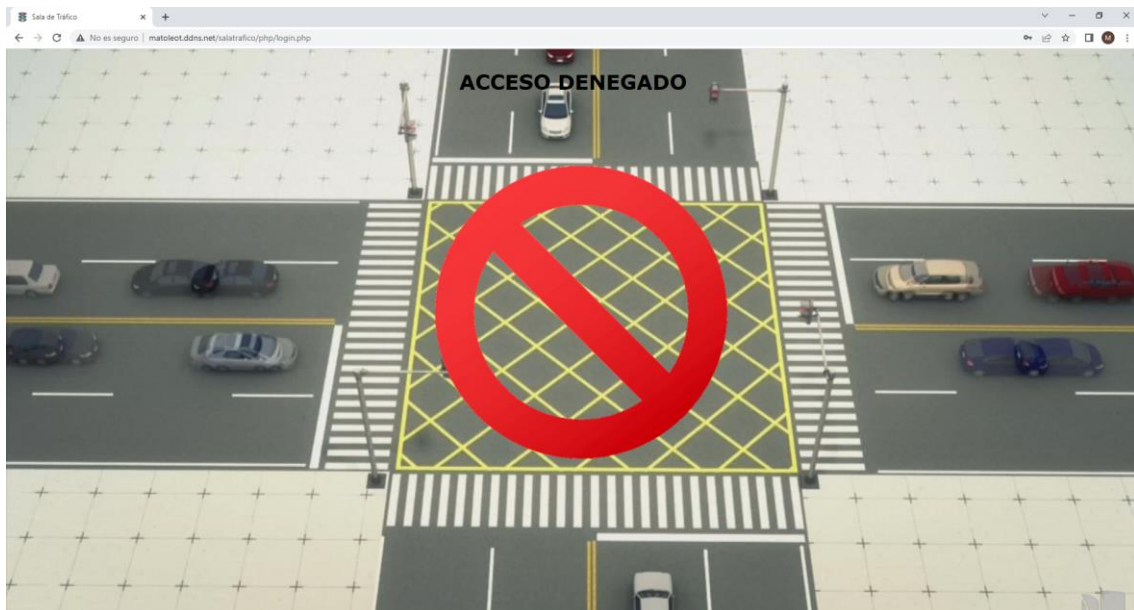 Sala de Tráfico
No es seguro | matoleot.ddns.net/salatrafico/php/login.php
M
ACCESO DENEGADO